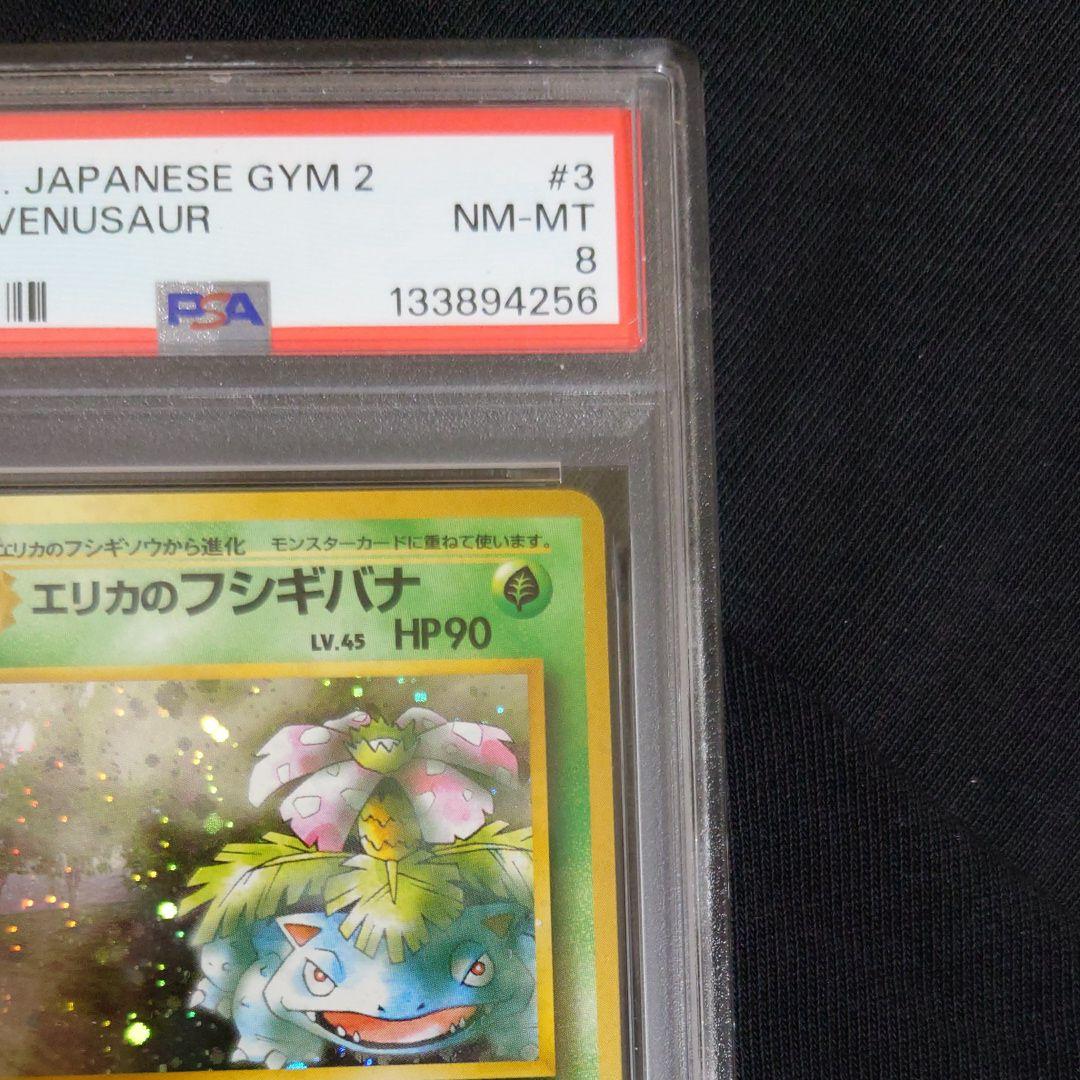 . JAPANESE GYM 2 #3
VENUSAUR NM-MT
8
PSA 133894256
エリカのフシギソウから進化 モンスターカードに重ねて使います。
エリカのフシギバナ
LV.45 HP90